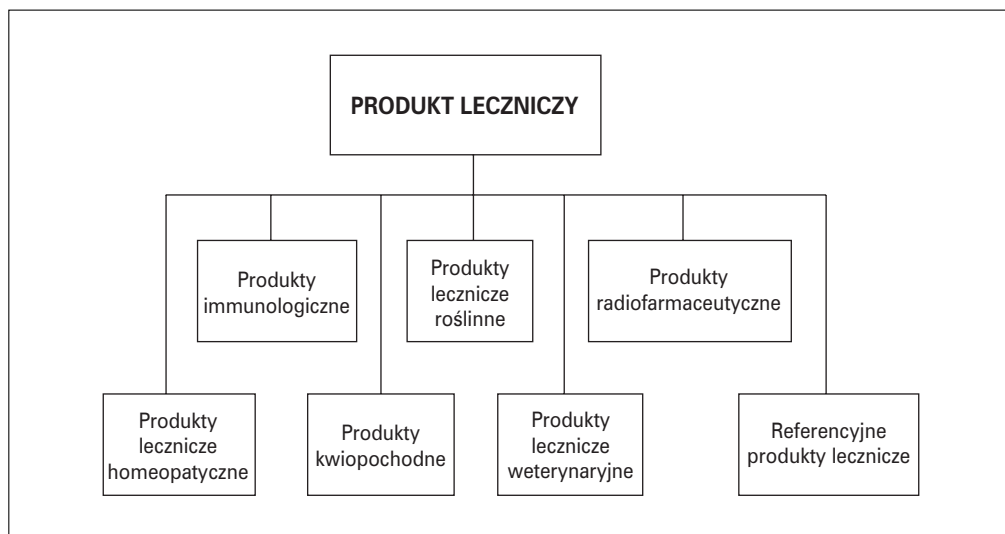 PRODUKT LECZNICZY
Produkty
immunologiczne
Produkty
lecznicze
roślinne
Produkty
radiofarmaceutyczne
Produkty
lecznicze
homeopatyczne
Produkty
kwiopochodne
Produkty
lecznicze
weterynaryjne
Referencyjne
produkty lecznicze